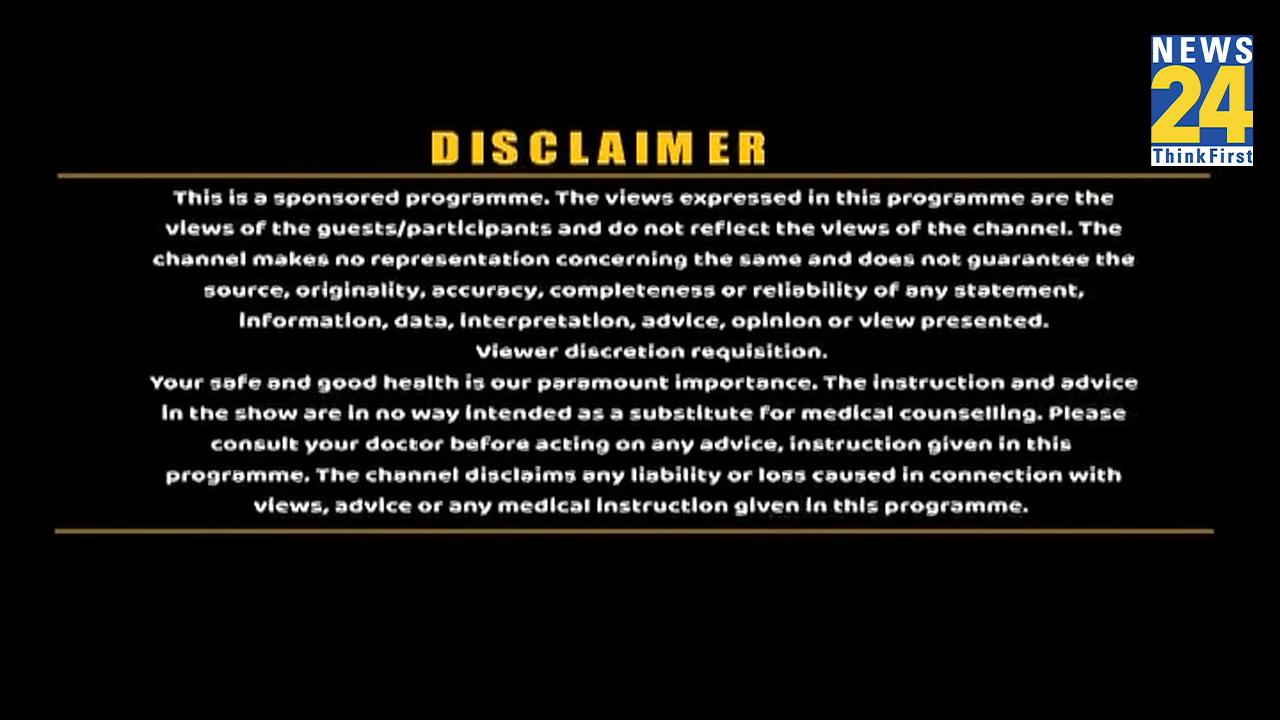 NEWS
24
ThinkFirst
DISCLAIMER
This is a sponsored programme. The views expressed in this programme are the
views of the guests/participants and do not reflect the views of the channel. The
channel makes no representation concerning the same and does not guarantee the
source, originality, accuracy, completeness or reliability of any statement,
information, data, interpretation, advice, opinion or view presented.
Viewer discretion requisition.
Your safe and good health is our paramount importance. The instruction and advice
in the show are in no way intended as a substitute for medical counselling. Please
consult your doctor before acting on any advice, instruction given in this
programme. The channel disclaims any liability or loss caused in connection with
views, advice or any medical instruction given in this programme.